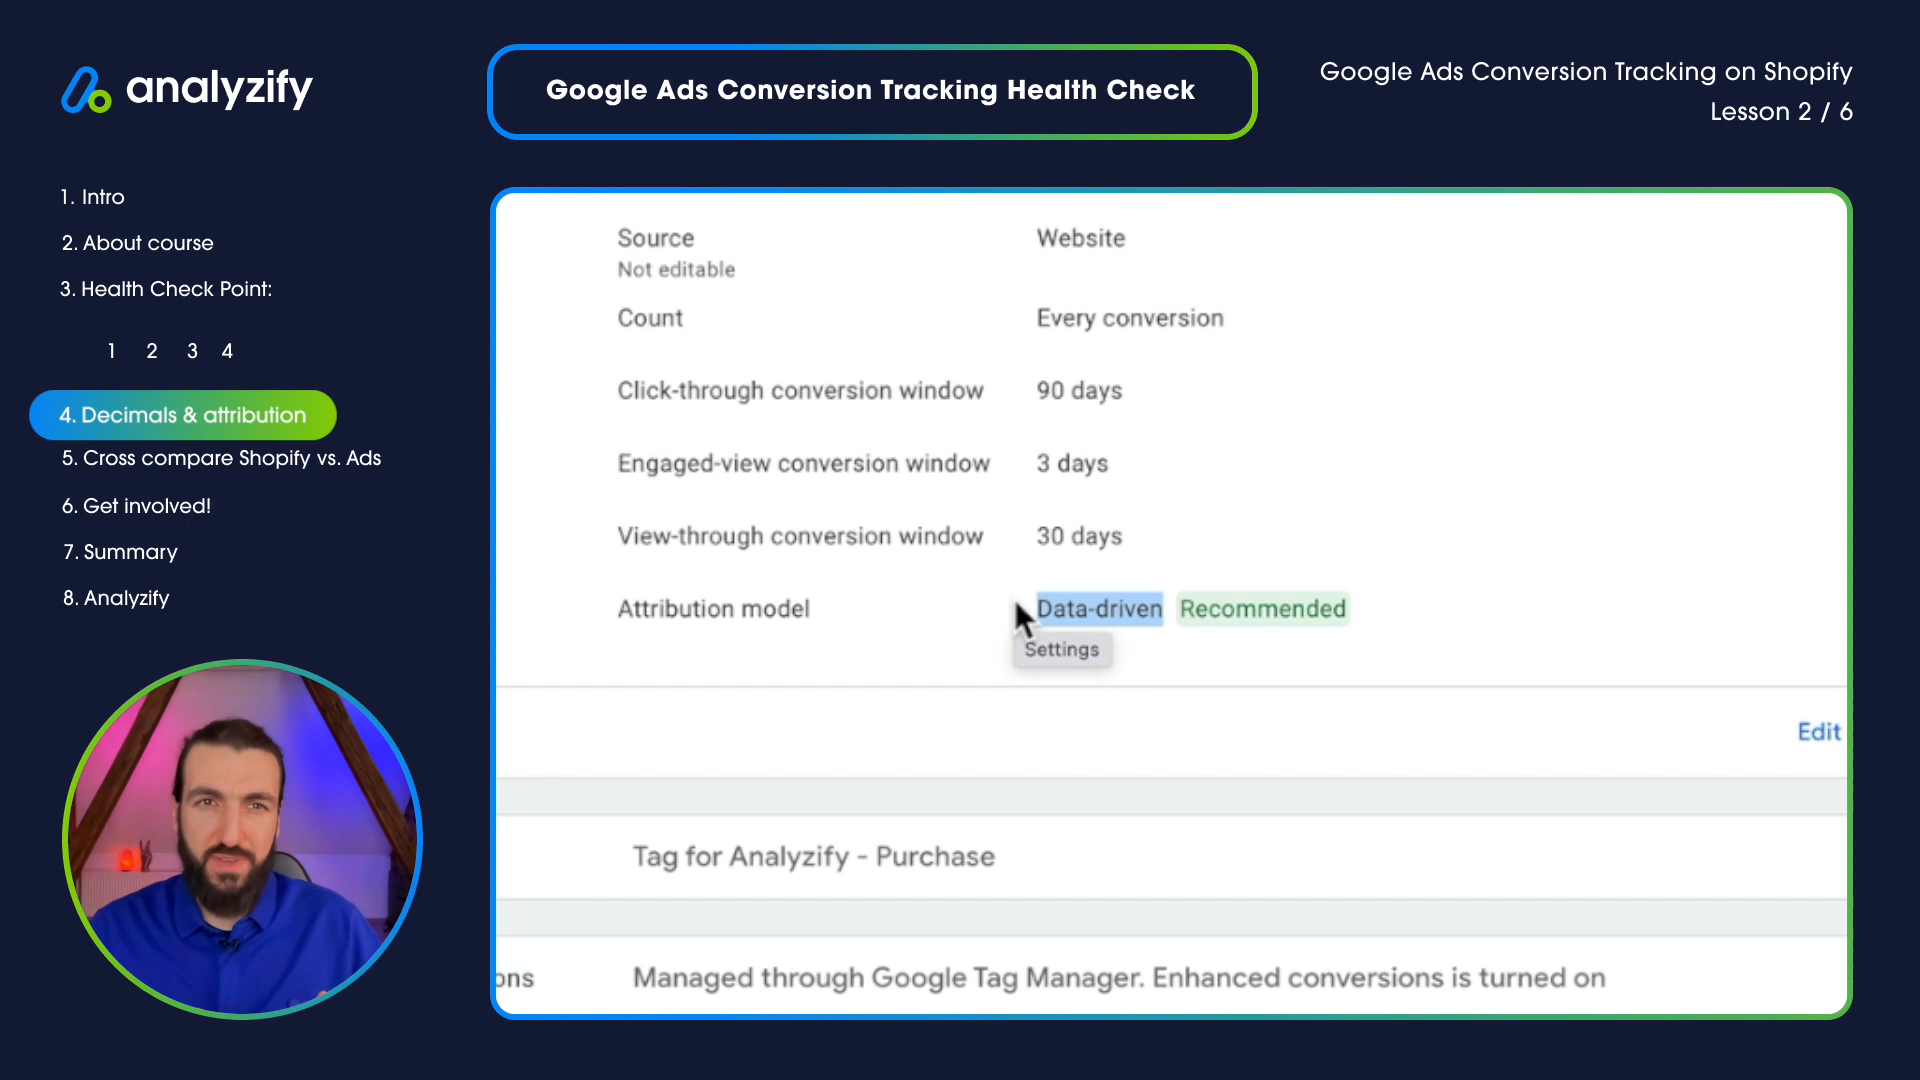 analyzify
Google Ads Conversion Tracking Health Check
Google Ads Conversion Tracking on Shopify
Lesson 2 / 6
1. Intro
2. About course
3. Health Check Point:
1 2 3 4
4. Decimals & attribution
5. Cross compare Shopify vs. Ads
6. Get involved!
7. Summary
8. Analyzify
Source Website
Not editable
Count Every conversion
Click-through conversion window 90 days
Engaged-view conversion window 3 days
View-through conversion window 30 days
Attribution model Data-driven Recommended
Settings
Edit
Tag for Analyzify - Purchase
ons Managed through Google Tag Manager. Enhanced conversions is turned on